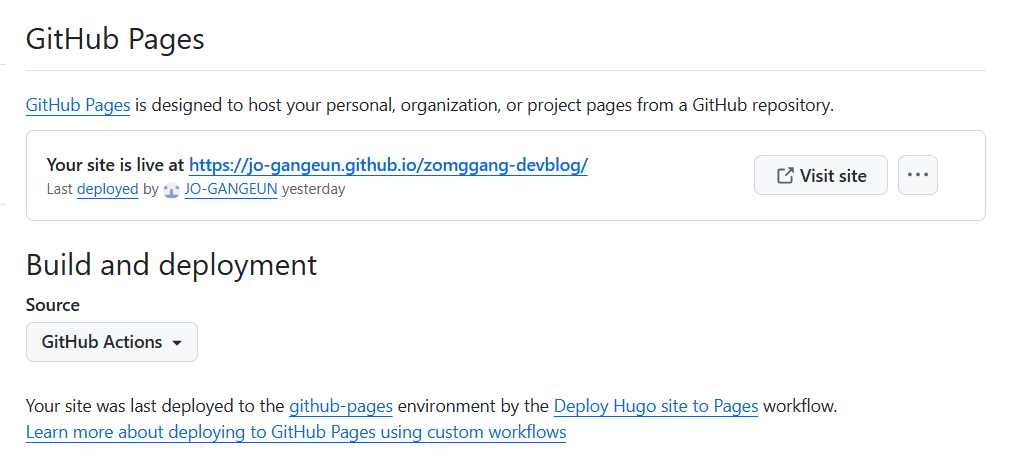 GitHub Pages
GitHub Pages is designed to host your personal, organization, or project pages from a GitHub repository.
Your site is live at https://jo-gangeun.github.io/zomggang-devblog/
Last deployed by JO-GANGEUN yesterday
Visit site
Build and deployment
Source
GitHub Actions
Your site was last deployed to the github-pages environment by the Deploy Hugo site to Pages workflow.
Learn more about deploying to GitHub Pages using custom workflows